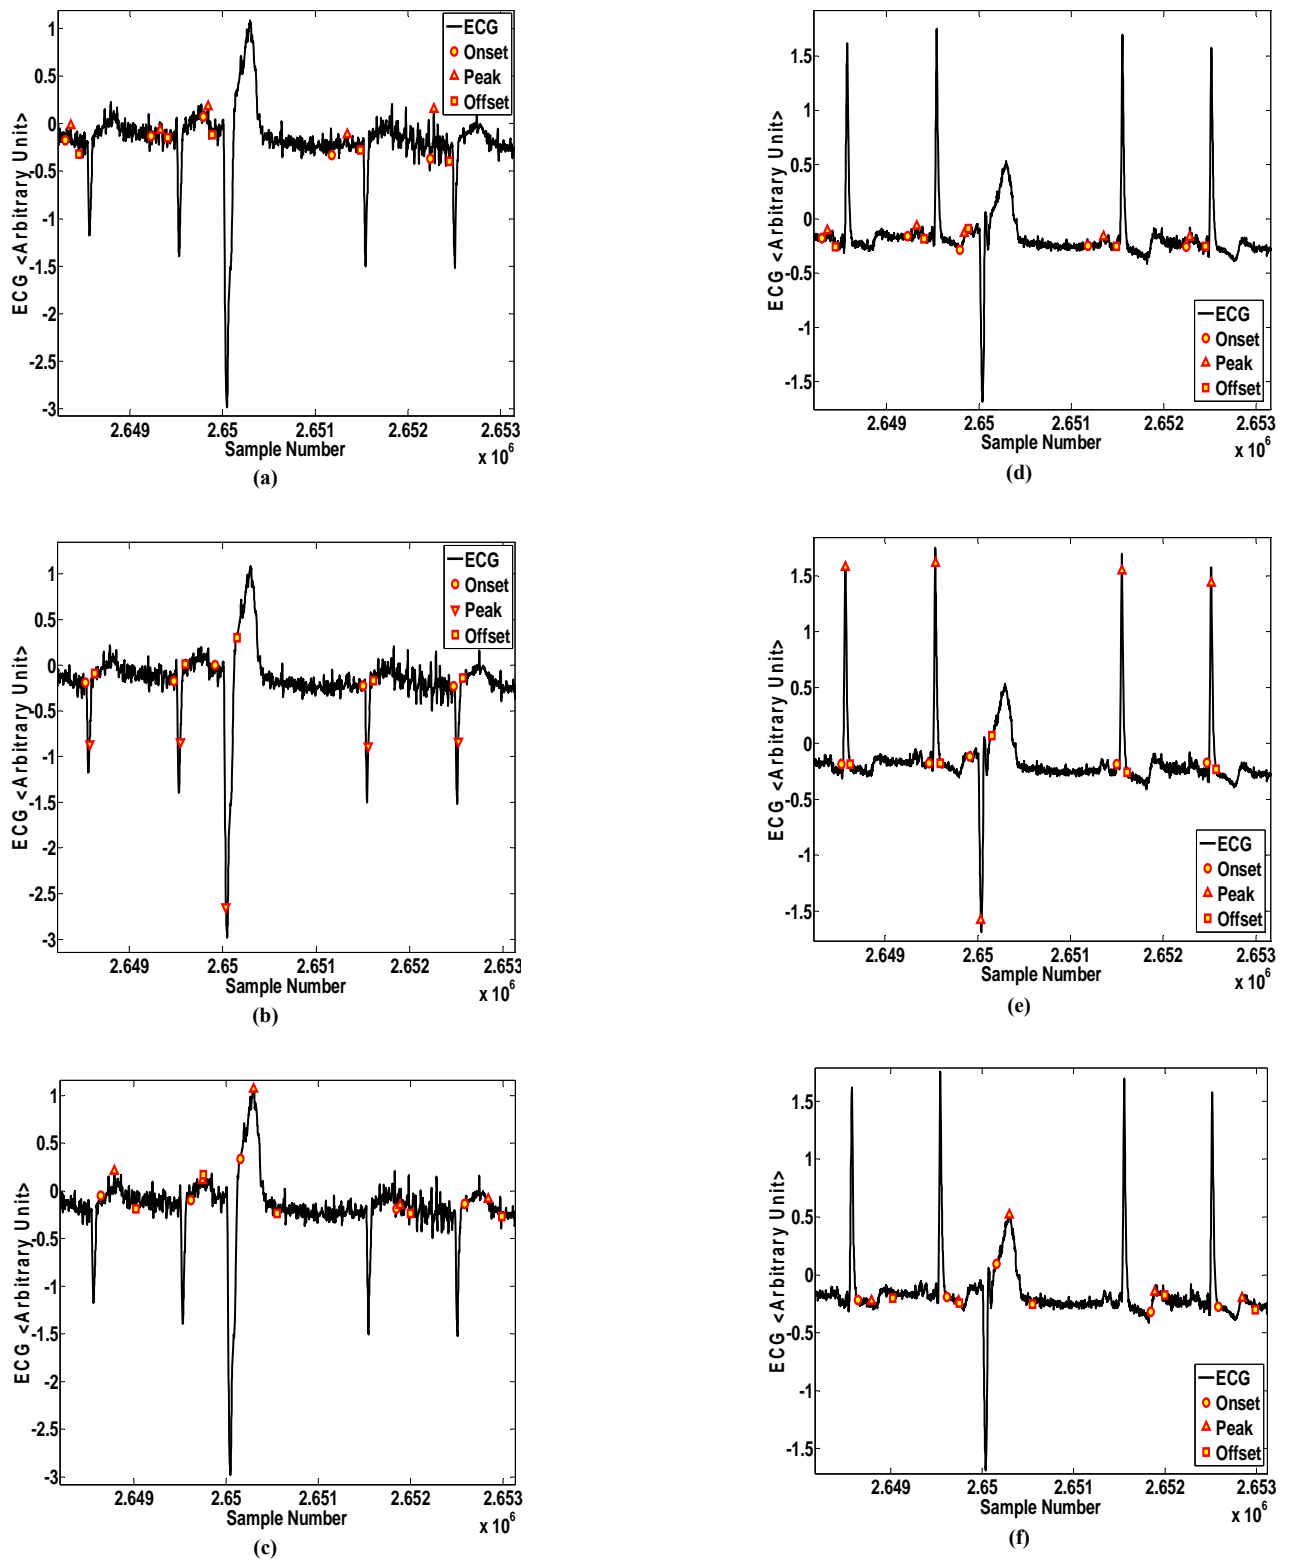 1
0.5
0
-0.5
-1
-1.5
-2
-2.5
-3
ECG <Arbitrary Unit>
ECG
Onset
Peak
Offset
2.649 2.65 2.651 2.652 2.653
Sample Number
x 10^6
(a)
1.5
1
0.5
0
-0.5
-1
-1.5
ECG <Arbitrary Unit>
ECG
Onset
Peak
Offset
2.649 2.65 2.651 2.652 2.653
Sample Number
x 10^6
(d)
1
0.5
0
-0.5
-1
-1.5
-2
-2.5
-3
ECG <Arbitrary Unit>
ECG
Onset
Peak
Offset
2.649 2.65 2.651 2.652 2.653
Sample Number
x 10^6
(b)
1.5
1
0.5
0
-0.5
-1
-1.5
ECG <Arbitrary Unit>
ECG
Onset
Peak
Offset
2.649 2.65 2.651 2.652 2.653
Sample Number
x 10^6
(e)
1
0.5
0
-0.5
-1
-1.5
-2
-2.5
-3
ECG <Arbitrary Unit>
2.649 2.65 2.651 2.652 2.653
Sample Number
x 10^6
(c)
1.5
1
0.5
0
-0.5
-1
-1.5
ECG <Arbitrary Unit>
ECG
Onset
Peak
Offset
2.649 2.65 2.651 2.652 2.653
Sample Number
x 10^6
(f)